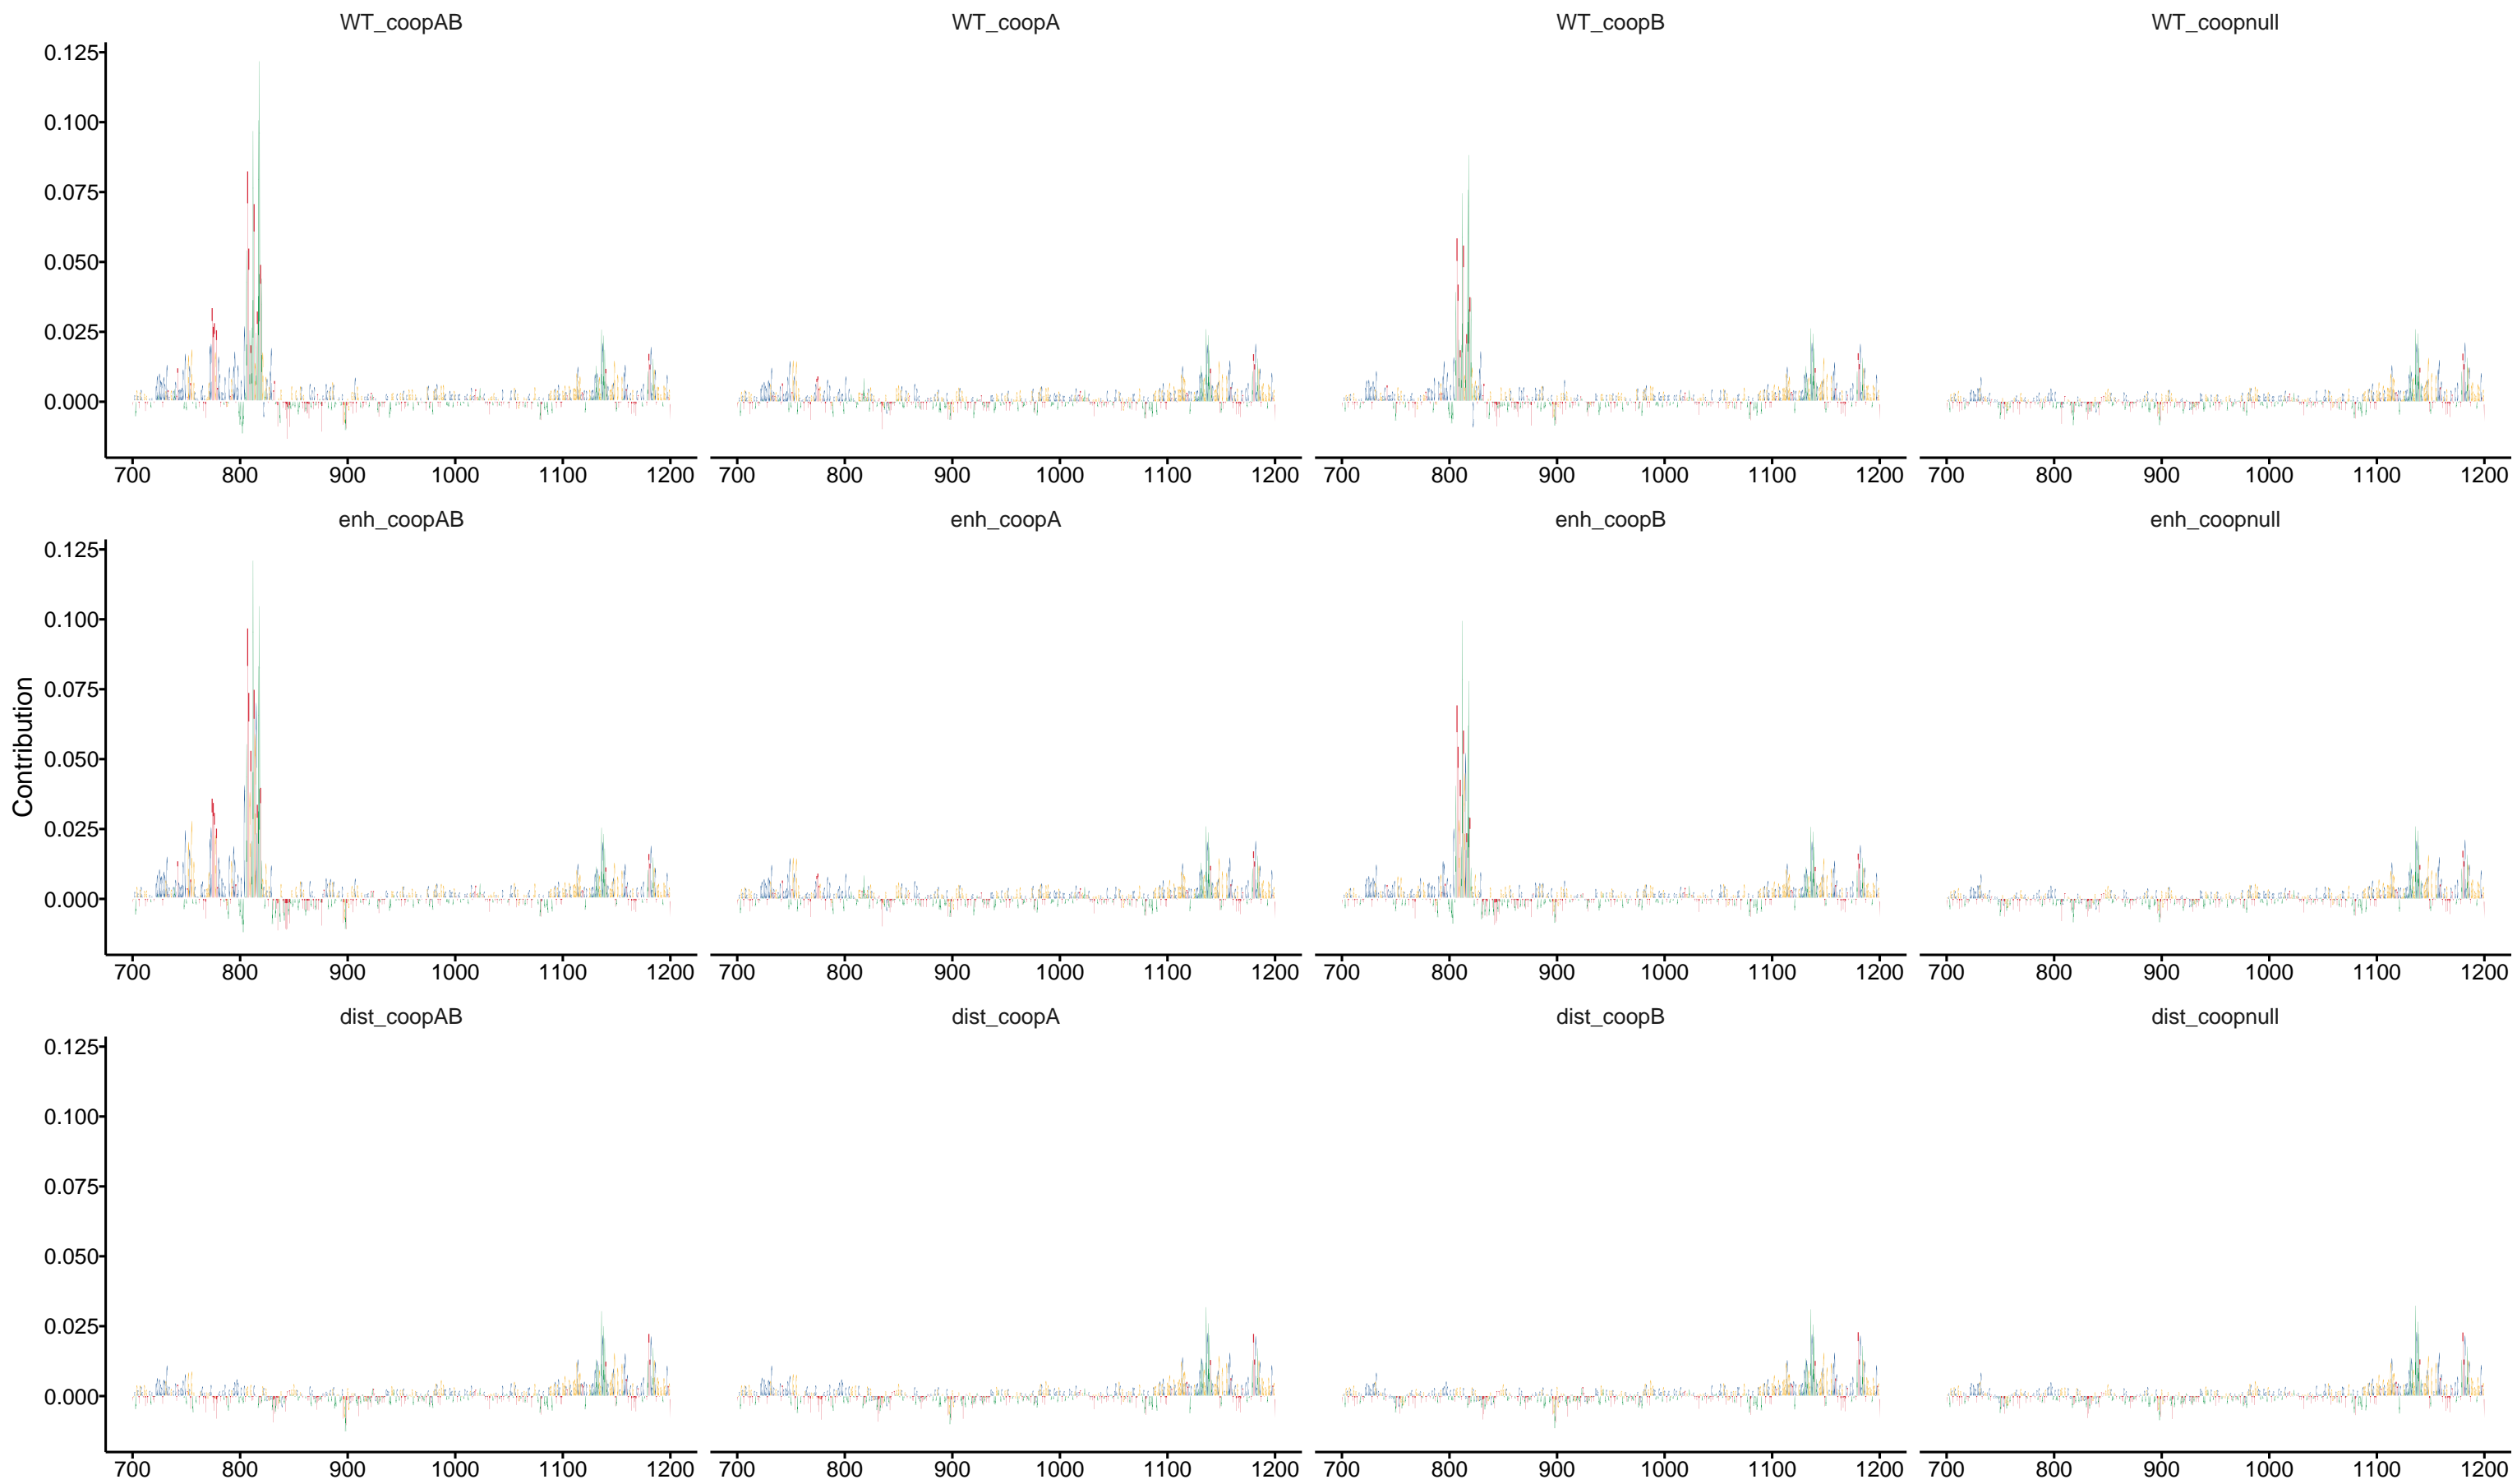 WT_coopAB WT_coopA WT_coopB WT_coopnull
0.125
0.100
0.075
0.050
0.025
0.000
700 800 900 1000 1100 1200 700 800 900 1000 1100 1200 700 800 900 1000 1100 1200 700 800 900 1000 1100 1200
enh_coopAB enh_coopA enh_coopB enh_coopnull
Contribution
0.125
0.100
0.075
0.050
0.025
0.000
700 800 900 1000 1100 1200 700 800 900 1000 1100 1200 700 800 900 1000 1100 1200 700 800 900 1000 1100 1200
dist_coopAB dist_coopA dist_coopB dist_coopnull
0.125
0.100
0.075
0.050
0.025
0.000
700 800 900 1000 1100 1200 700 800 900 1000 1100 1200 700 800 900 1000 1100 1200 700 800 900 1000 1100 1200